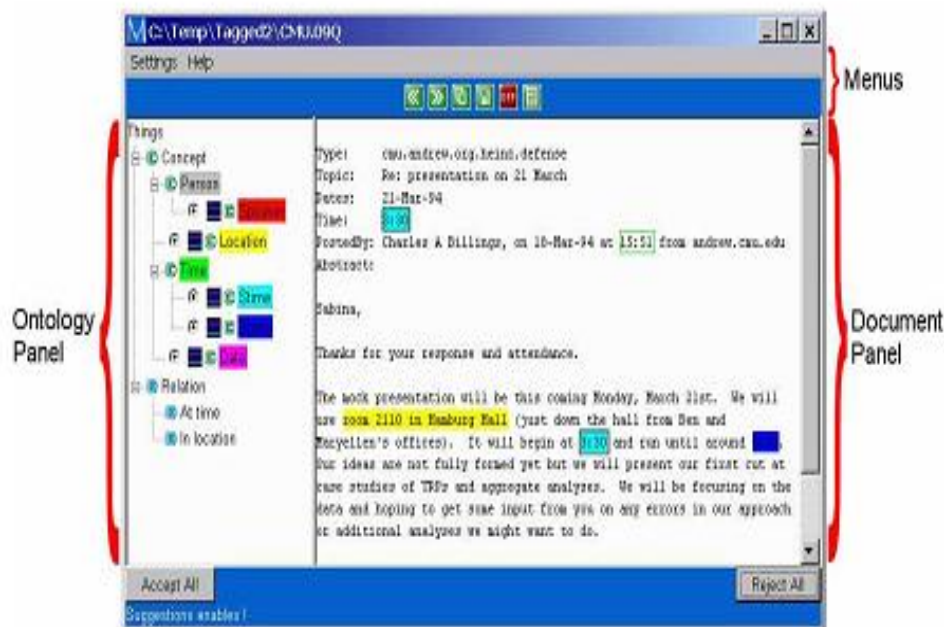 C:\Temp\Tagged2\CMU.09Q
Settings Help
Menus
Things
Concept
Person
Speaker
Location
Time
Stime
Date
Relation
At time
In location
Ontology
Panel
Type: cmu.andrew.org.heinz.defense
Topic: Re: presentation on 21 March
Dates: 21-Mar-94
Time: 3:30
PostedBy: Charles A Billings, on 18-Mar-94 at 15:51 from andrew.cmu.edu
Abstract:
Sabina,
Thanks for your response and attendance.
The mock presentation will be this coming Monday, March 21st. We will
use room 2110 in Hamburg Hall (just down the hall from Ben and
Maryellen's offices). It will begin at 3:30 and run until around
Our ideas are not fully formed yet but we will present our first cut at
case studies of TRPs and aggregate analyses. We will be focusing on the
data and hoping to get some input from you on any errors in our approach
or additional analyses we might want to do.
Document
Panel
Accept All
Reject All
Suggestions enables!